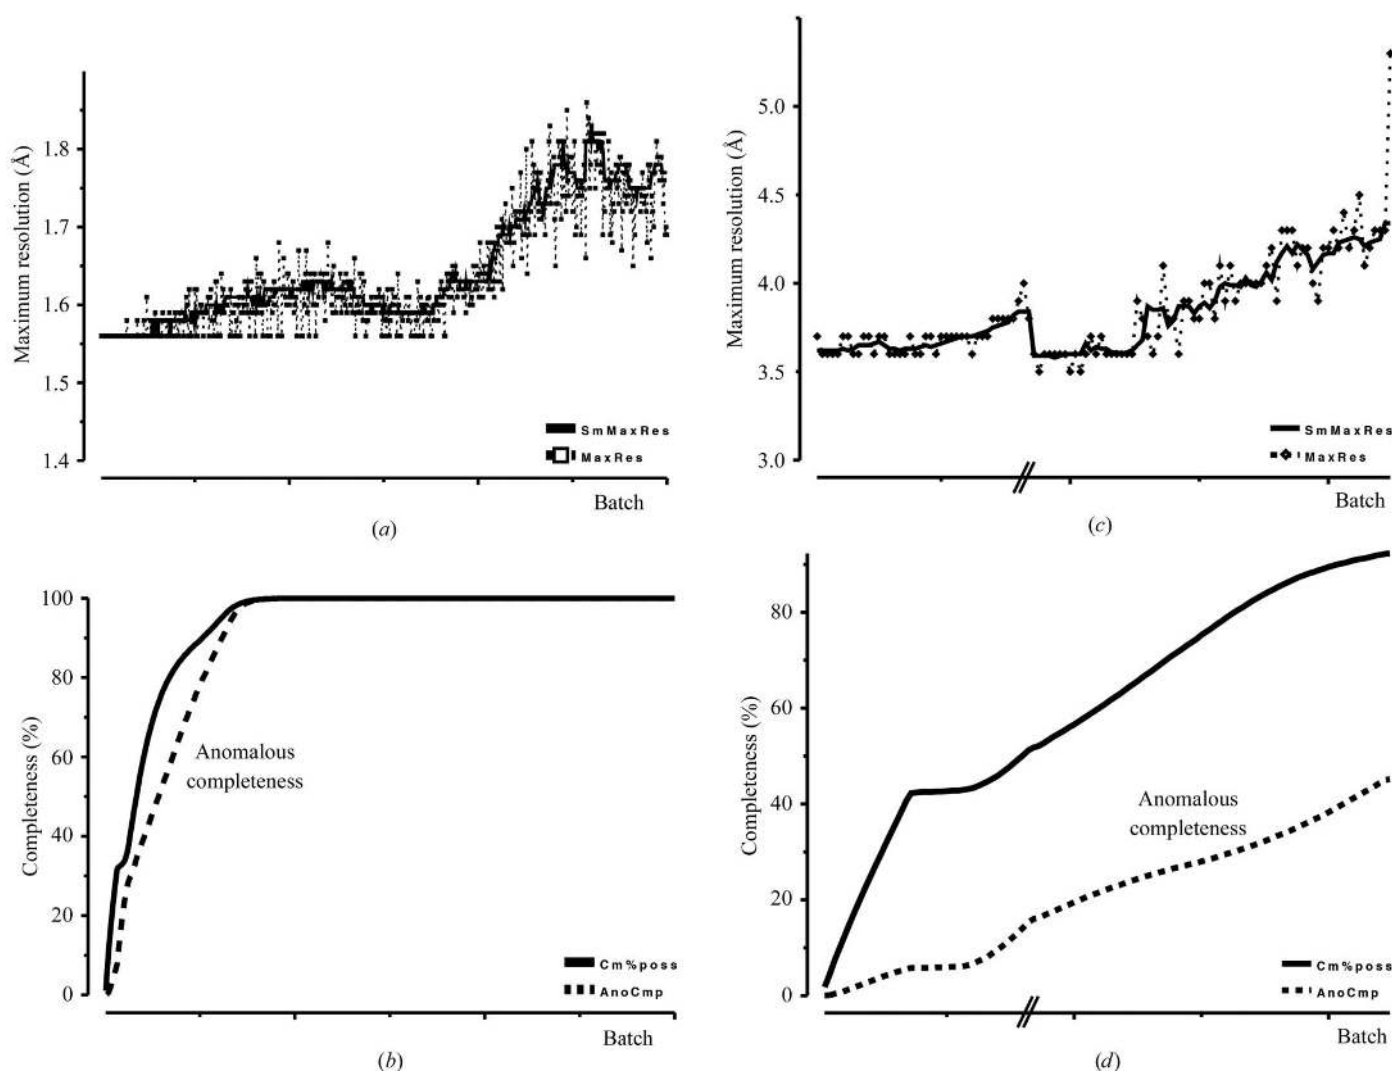 Maximum resolution (Å)
1.8
1.7
1.6
1.5
1.4
SmMaxRes
MaxRes
Batch
(a)
Maximum resolution (Å)
5.0
4.5
4.0
3.5
3.0
SmMaxRes
MaxRes
Batch
(c)
Completeness (%)
100
80
60
40
20
0
Anomalous
completeness
Cm%poss
AnoCmp
Batch
(b)
Completeness (%)
80
60
40
20
0
Anomalous
completeness
Cm%poss
AnoCmp
Batch
(d)